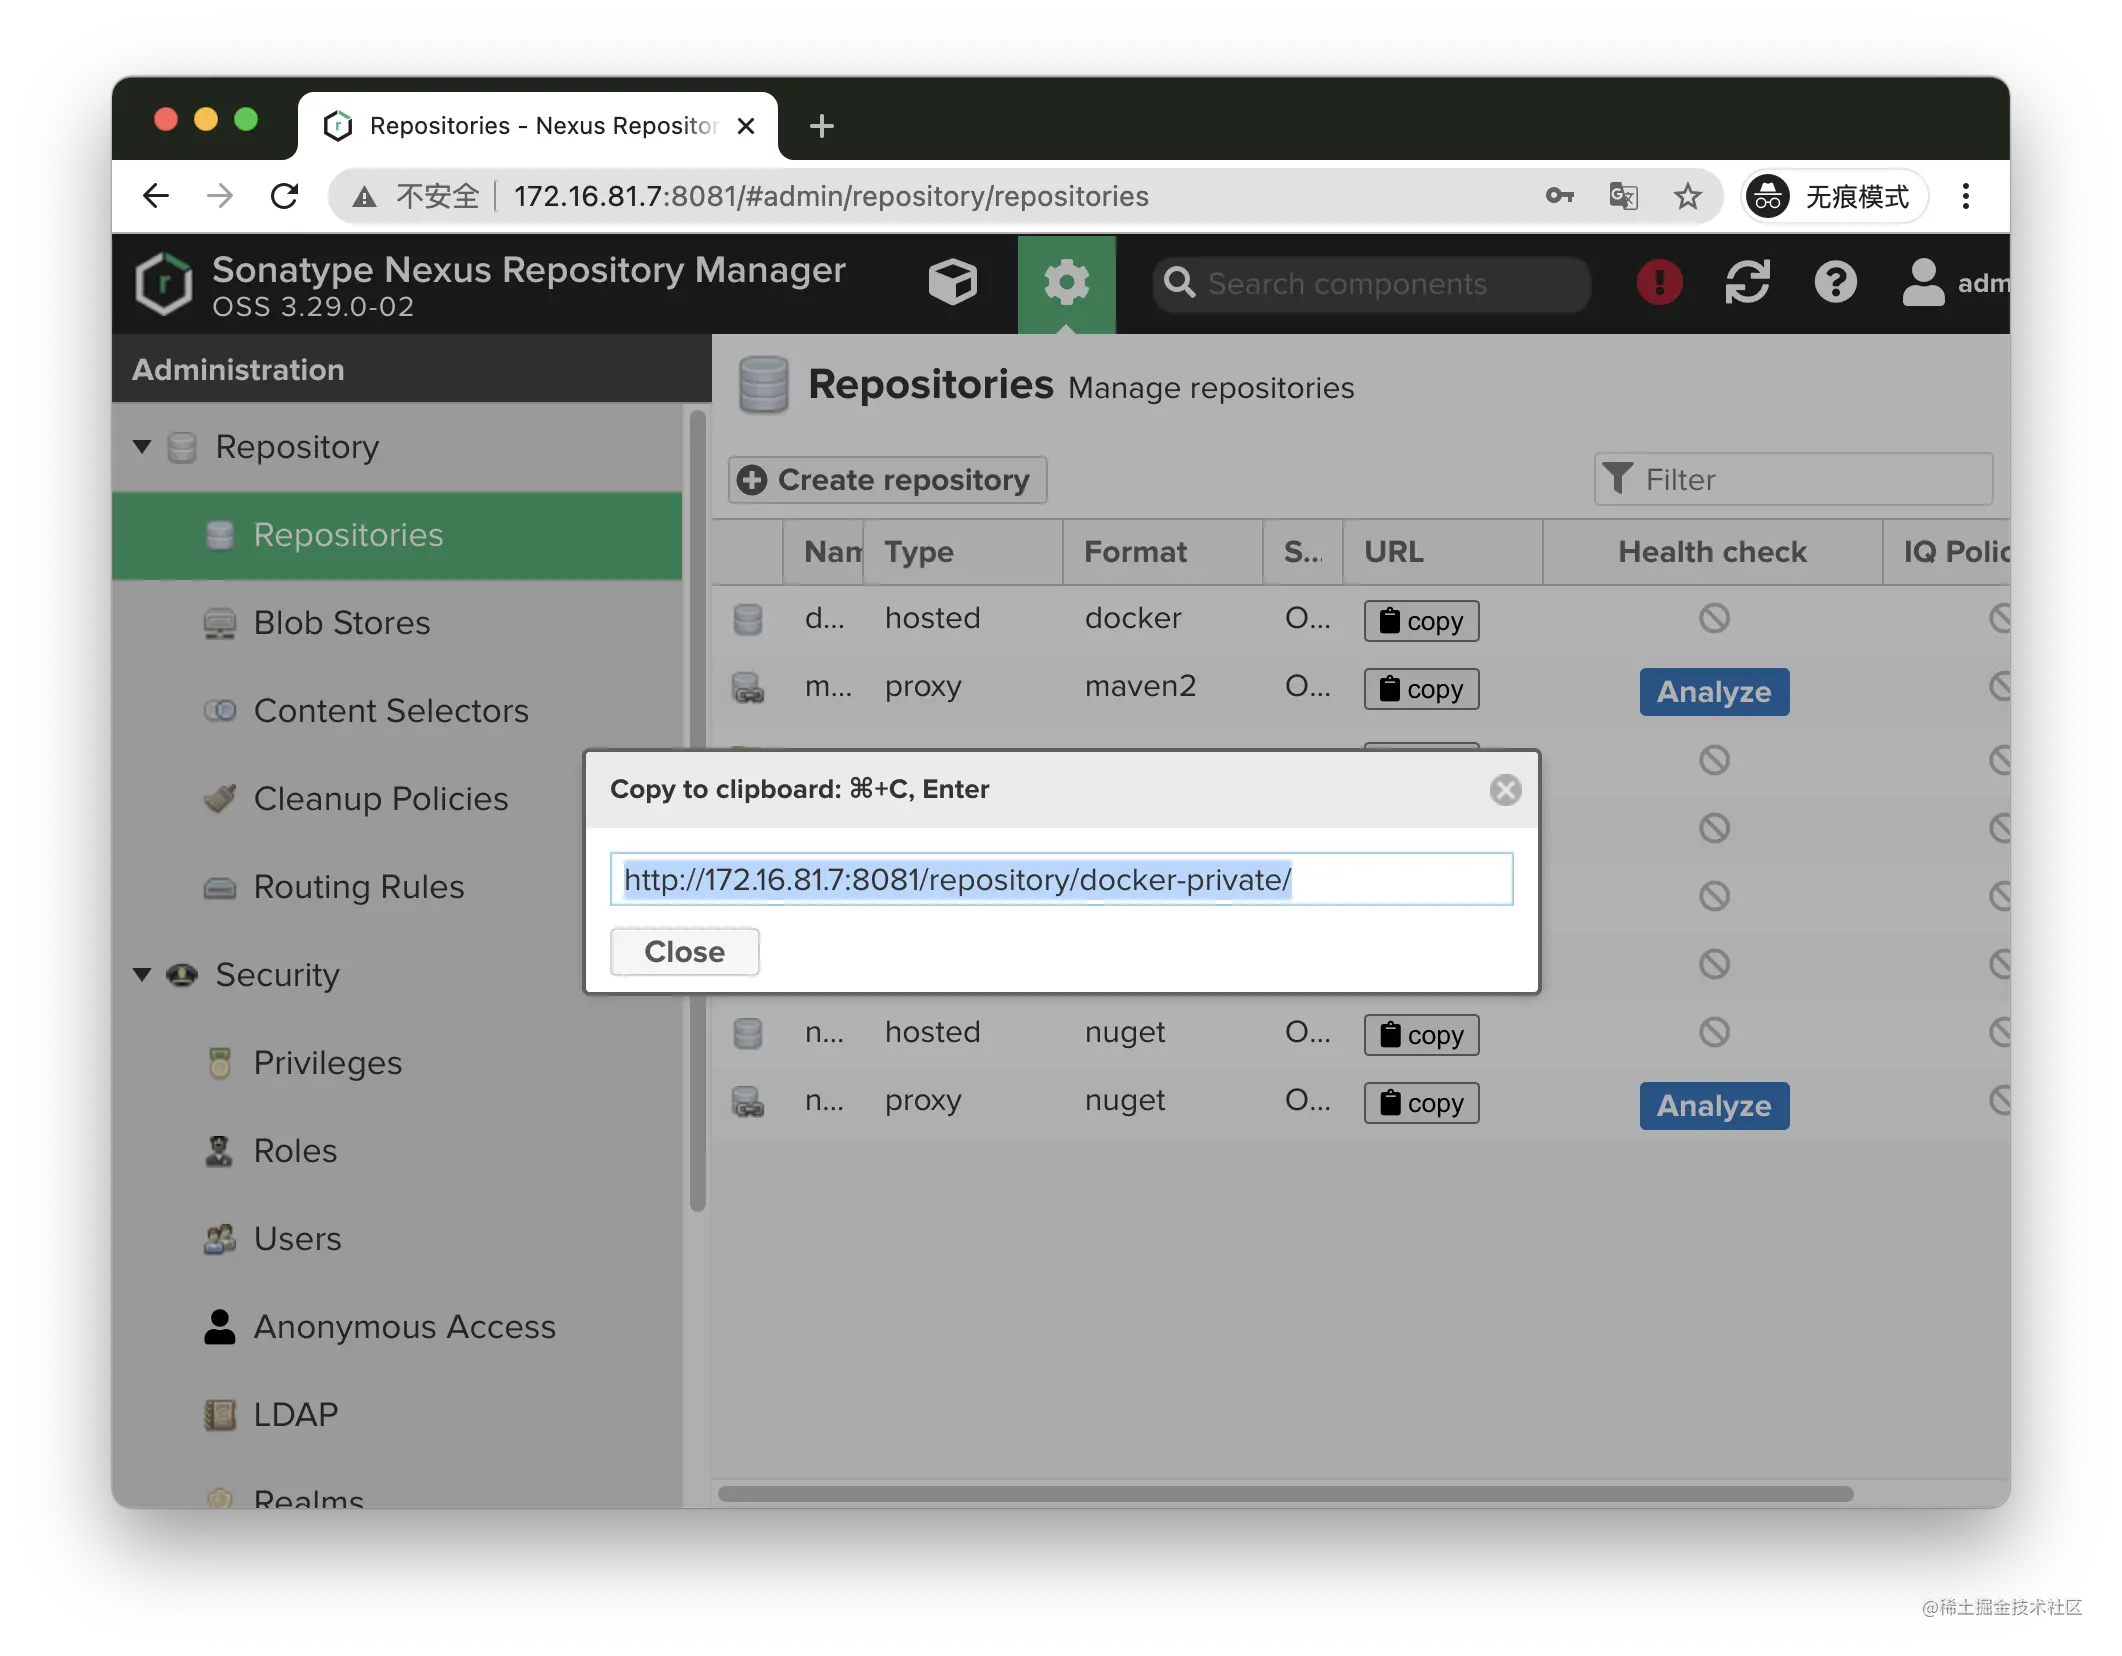 Repositories - Nexus Repositor
不安全 172.16.81.7:8081/#admin/repository/repositories 无痕模式
Sonatype Nexus Repository Manager
OSS 3.29.0-02
Search components
adm
Administration
Repositories Manage repositories
Repository
Create repository
Filter
Repositories
Nam Type Format S... URL Health check IQ Polic
Blob Stores
d... hosted docker O... copy
m... proxy maven2 O... copy Analyze
Content Selectors
Cleanup Policies
Copy to clipboard: ⌘+C, Enter
http://172.16.81.7:8081/repository/docker-private/
Close
Routing Rules
Security
n... hosted nuget O... copy
Privileges
n... proxy nuget O... copy Analyze
Roles
Users
Anonymous Access
LDAP
Realms
@稀土掘金技术社区